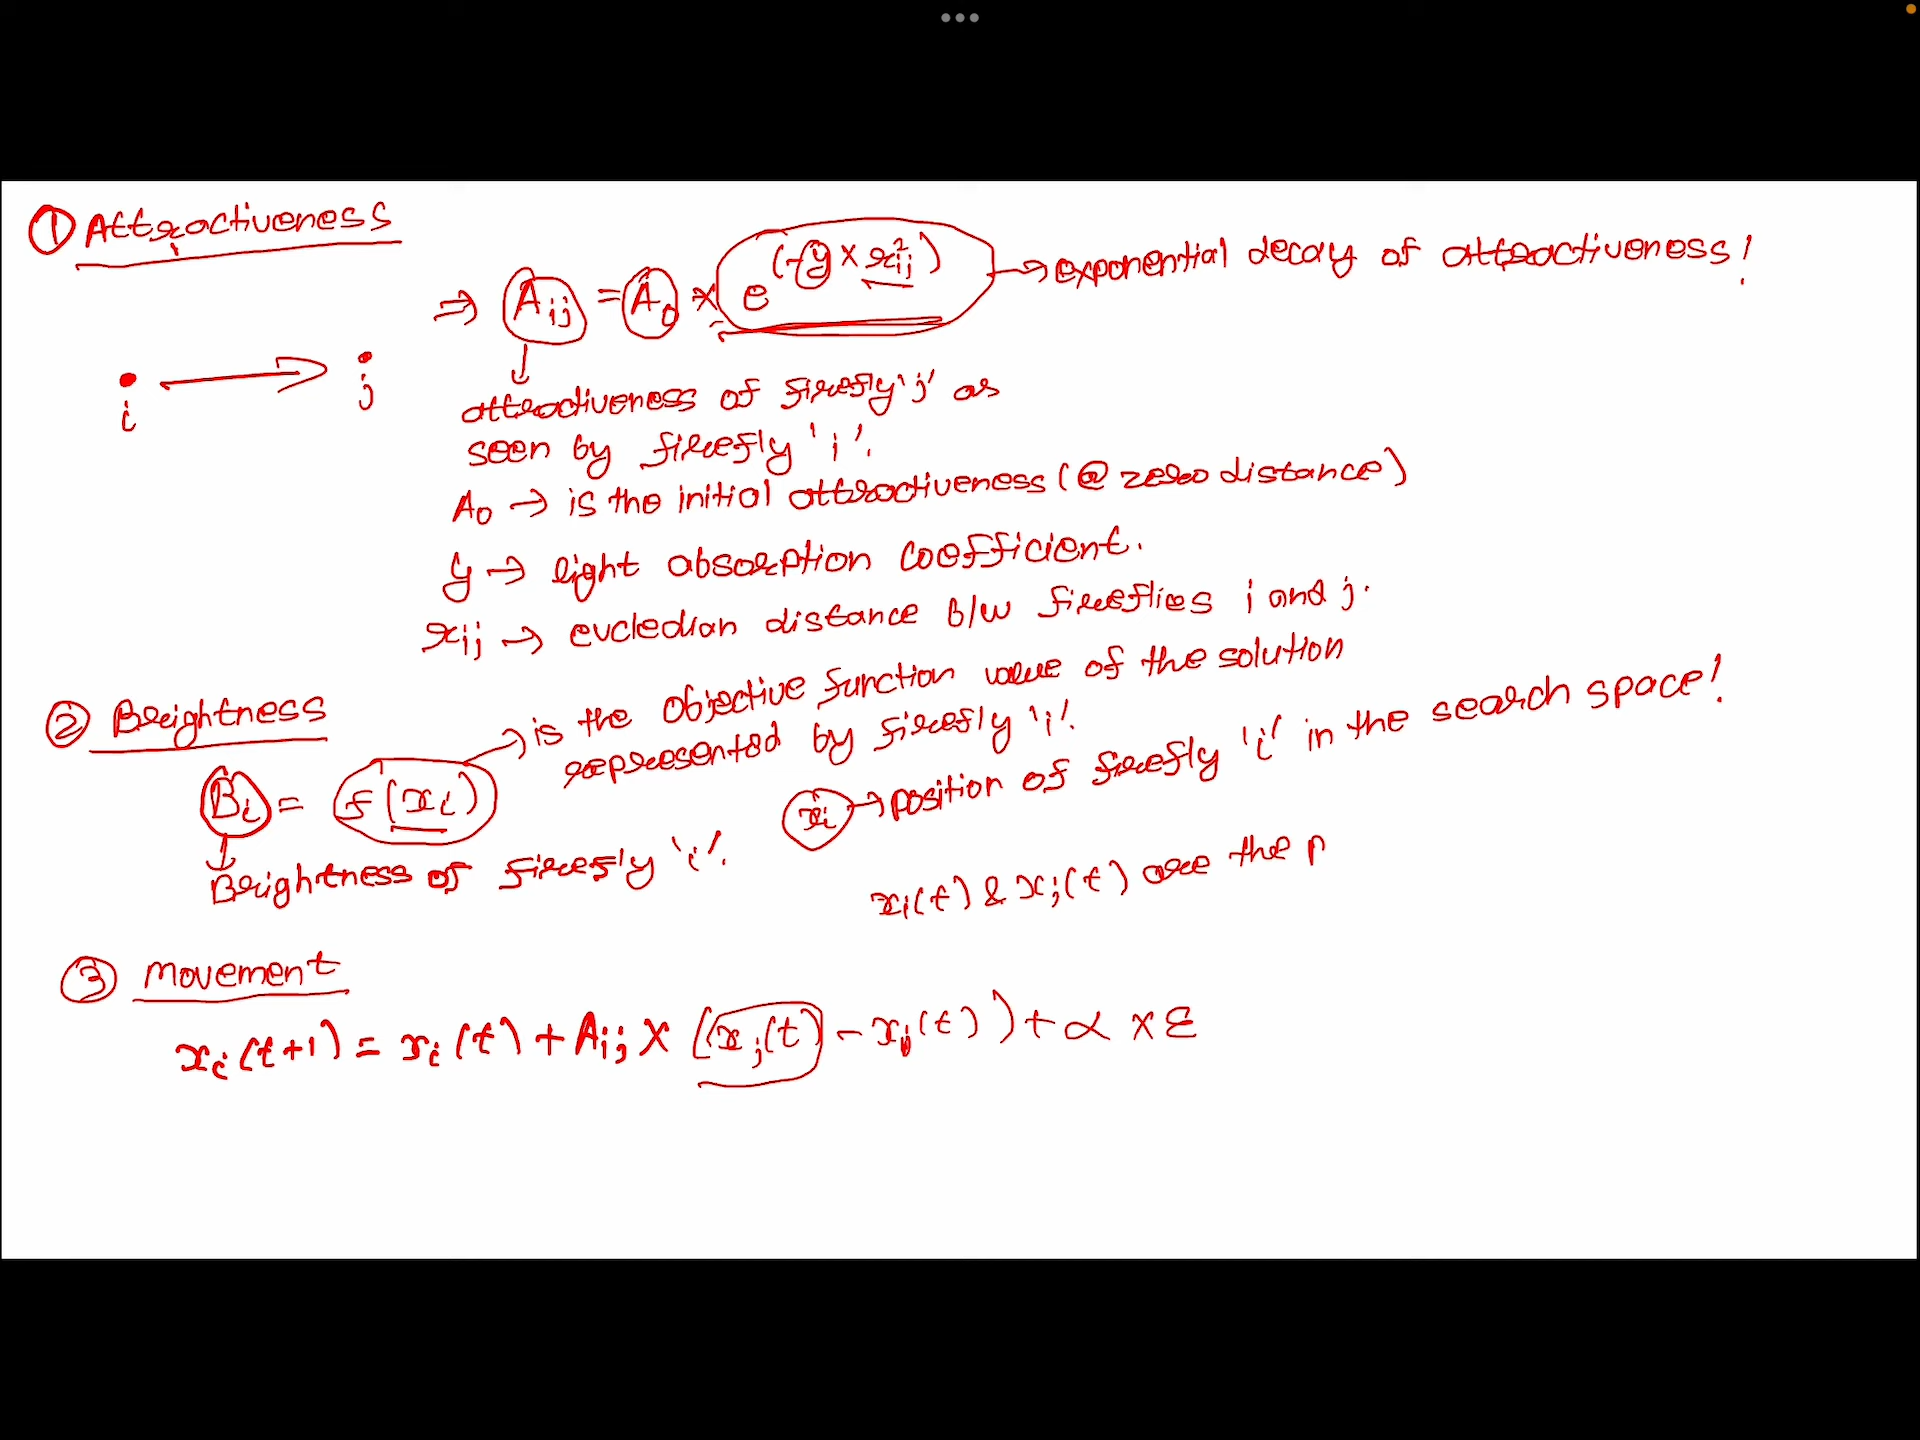 ① Attractiveness
⇒ Aij = A0 × e^(-y × rij²) → exponential decay of attractiveness!
i → j
attractiveness of firefly 'j' as
seen by firefly 'i'.
A0 → is the initial attractiveness (@ zero distance)
y → light absorption coefficient.
rij → eucledian distance b/w fireflies i and j.
② Brightness
Bi = f(xi) → is the objective function value of the solution
represented by firefly 'i'.
xi → position of firefly 'i' in the search space!
Brightness of firefly 'i'.
xi(t) & xj(t) are the p
③ Movement
xi(t+1) = xi(t) + Aij × (xj(t) - xi(t)) + α × ε